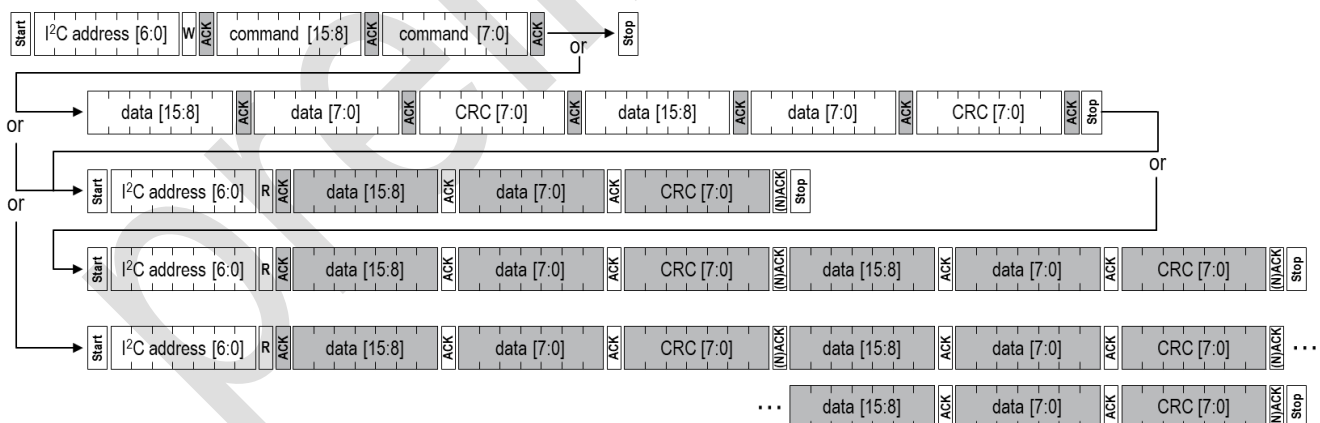 Start I²C address [6:0] W ACK command [15:8] ACK command [7:0] ACK or Stop
data [15:8] ACK data [7:0] ACK CRC [7:0] ACK data [15:8] ACK data [7:0] ACK CRC [7:0] ACK Stop
or
or
Start I²C address [6:0] R ACK data [15:8] ACK data [7:0] ACK CRC [7:0] (N)ACK Stop
or
Start I²C address [6:0] R ACK data [15:8] ACK data [7:0] ACK CRC [7:0] (N)ACK data [15:8] ACK data [7:0] ACK CRC [7:0] (N)ACK Stop
Start I²C address [6:0] R ACK data [15:8] ACK data [7:0] ACK CRC [7:0] (N)ACK data [15:8] ACK data [7:0] ACK CRC [7:0] (N)ACK ...
... data [15:8] ACK data [7:0] ACK CRC [7:0] (N)ACK Stop